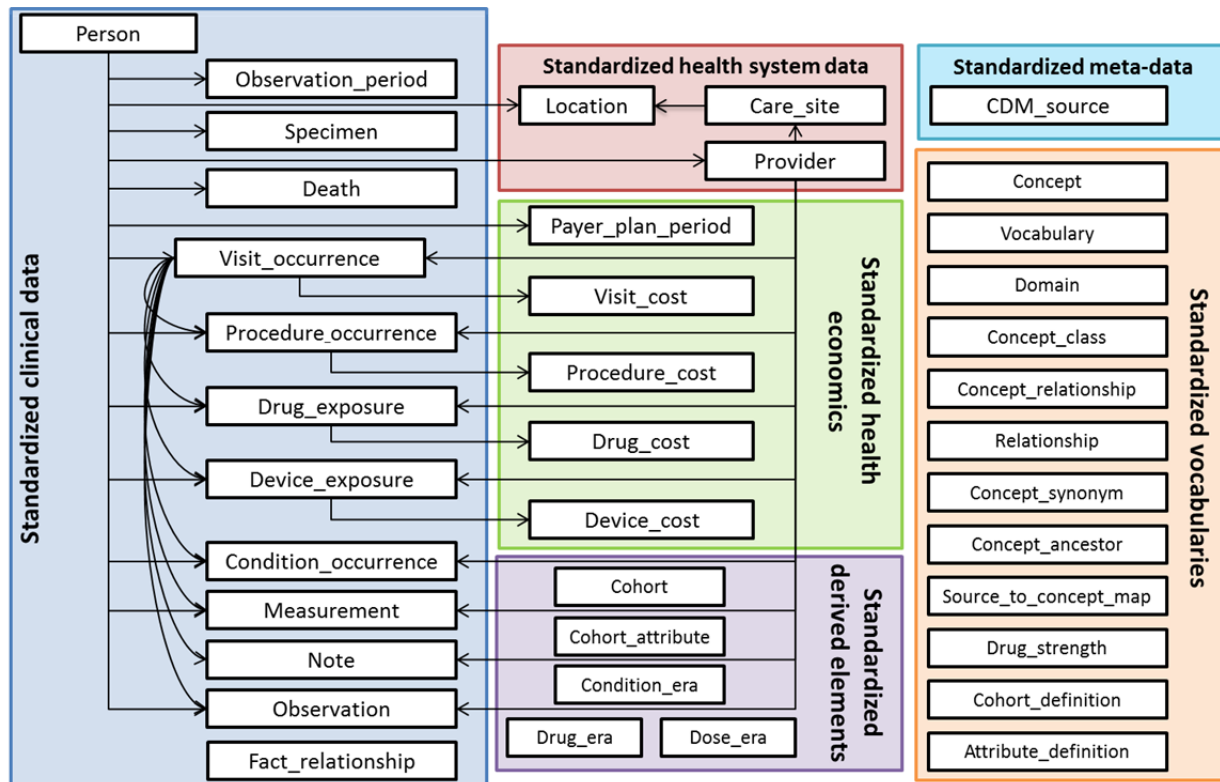 Standardized clinical data
Person
Observation_period
Specimen
Death
Visit_occurrence
Procedure_occurrence
Drug_exposure
Device_exposure
Condition_occurrence
Measurement
Note
Observation
Fact_relationship
Standardized health system data
Location
Care_site
Provider
Payer_plan_period
Visit_cost
Procedure_cost
Drug_cost
Device_cost
Standardized health
economics
Cohort
Cohort_attribute
Condition_era
Drug_era
Dose_era
Standardized
derived elements
Standardized meta-data
CDM_source
Concept
Vocabulary
Domain
Concept_class
Concept_relationship
Relationship
Concept_synonym
Concept_ancestor
Source_to_concept_map
Drug_strength
Cohort_definition
Attribute_definition
Standardized vocabularies